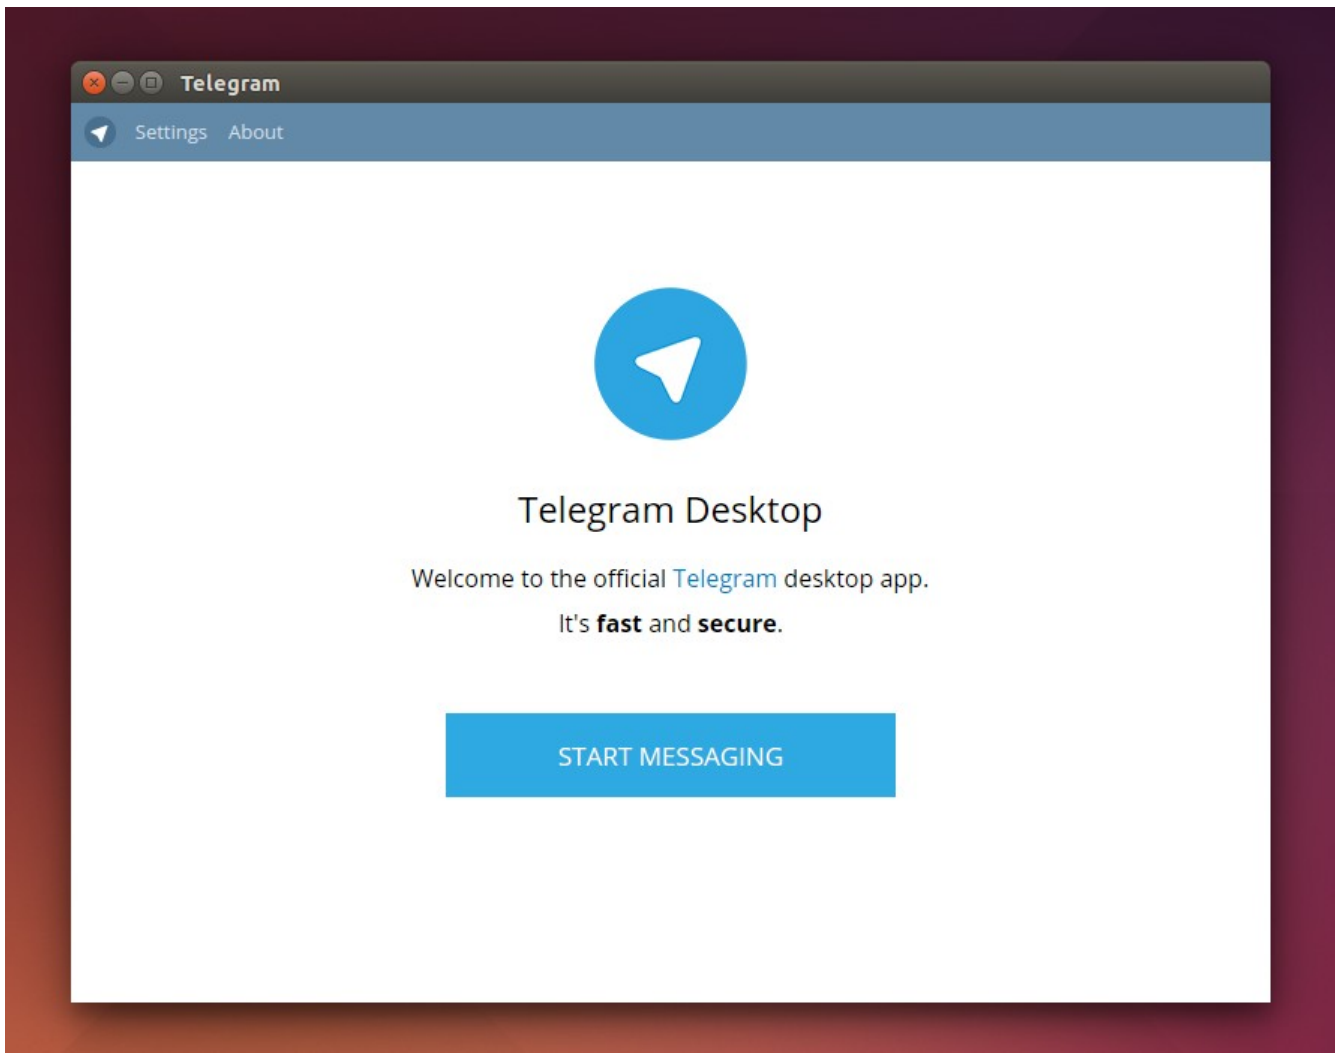 Telegram
Settings About
Telegram Desktop
Welcome to the official Telegram desktop app.
It's fast and secure.
START MESSAGING